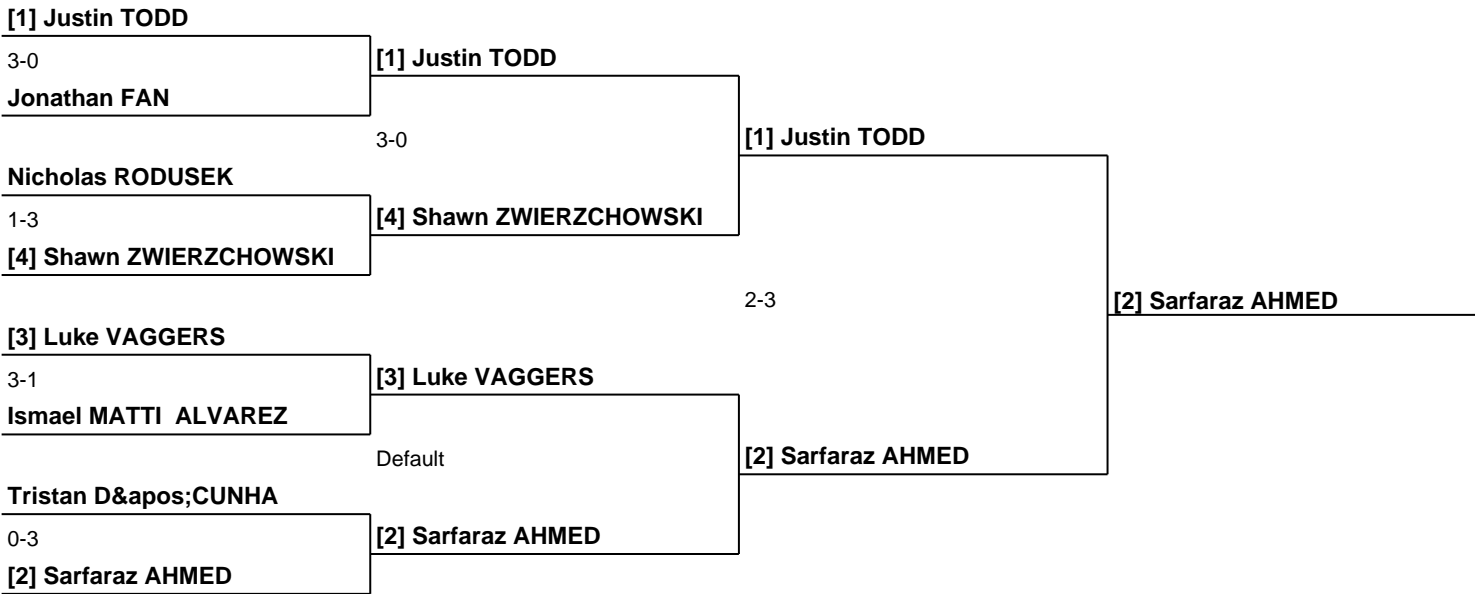 [1] Justin TODD
3-0
[1] Justin TODD
Jonathan FAN
3-0
[1] Justin TODD
Nicholas RODUSEK
1-3
[4] Shawn ZWIERZCHOWSKI
[4] Shawn ZWIERZCHOWSKI
2-3
[2] Sarfaraz AHMED
[3] Luke VAGGERS
3-1
[3] Luke VAGGERS
Ismael MATTI  ALVAREZ
Default
[2] Sarfaraz AHMED
Tristan D&apos;CUNHA
0-3
[2] Sarfaraz AHMED
[2] Sarfaraz AHMED